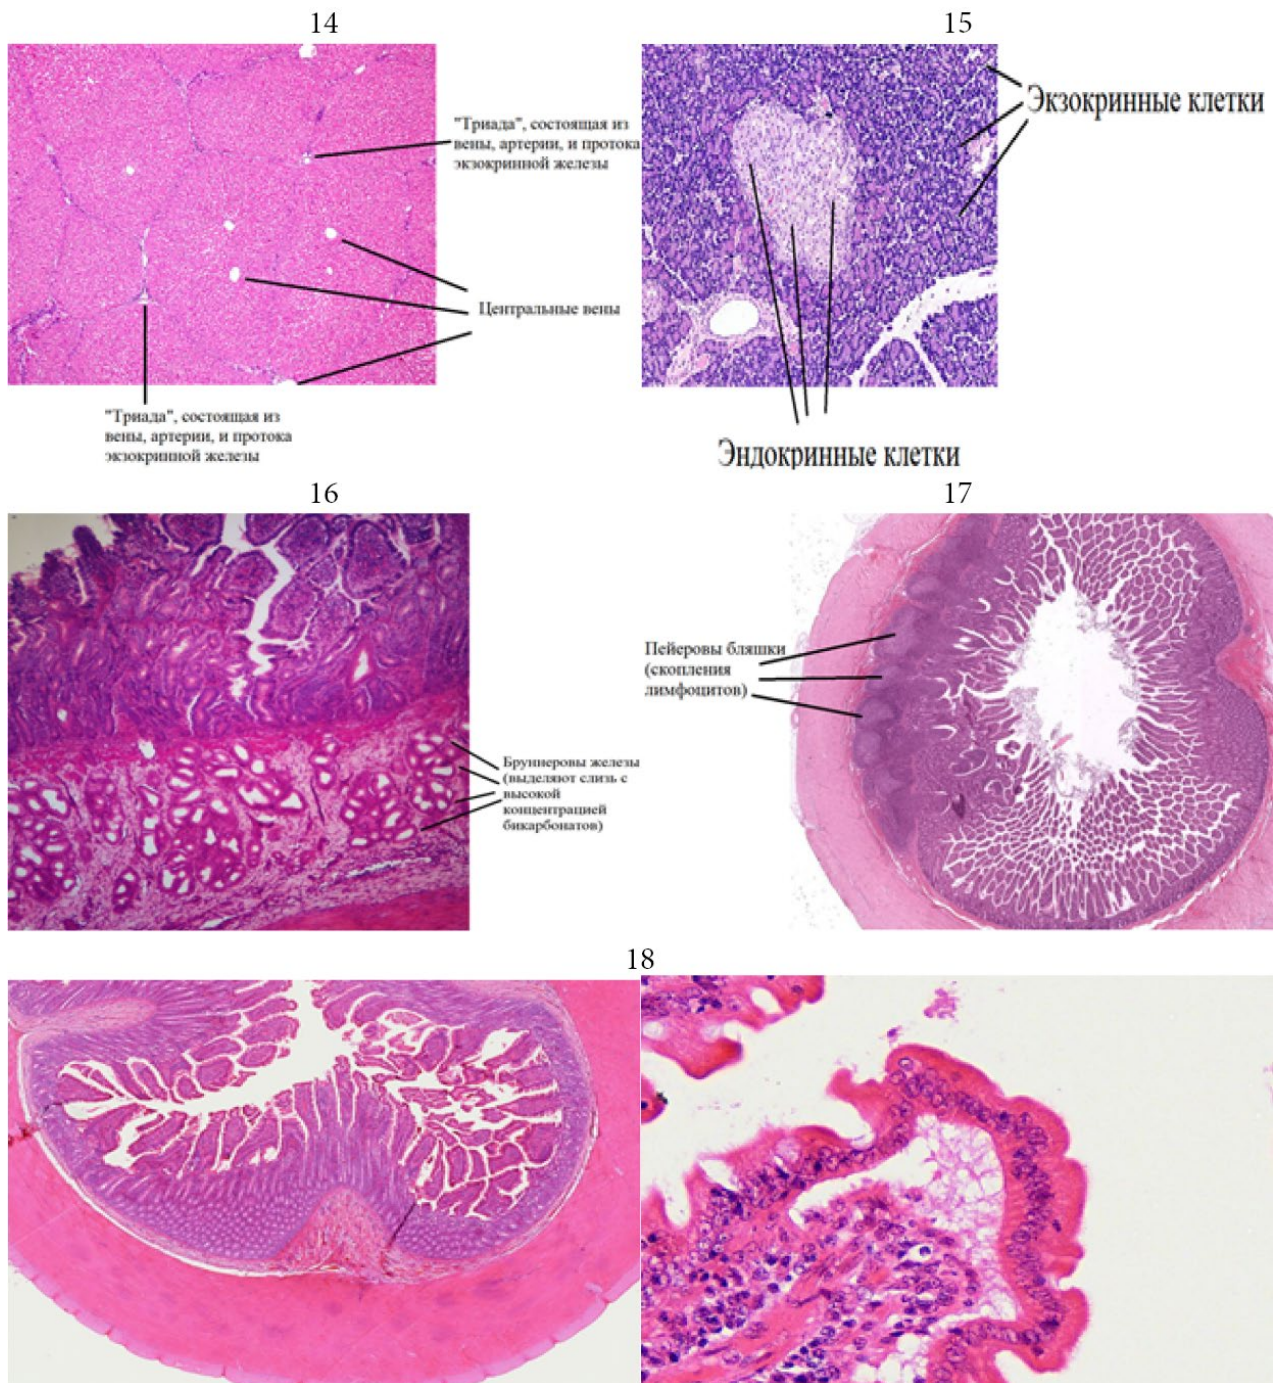 14
15
"Триада", состоящая из
вены, артерии, и протока
экзокринной железы
Центральные вены
"Триада", состоящая из
вены, артерии, и протока
экзокринной железы
Экзокринные клетки
Эндокринные клетки
16
17
Бруннеровы железы
(выделяют слизь с
высокой
концентрацией
бикарбонатов)
Пейеровы бляшки
(скопления
лимфоцитов)
18